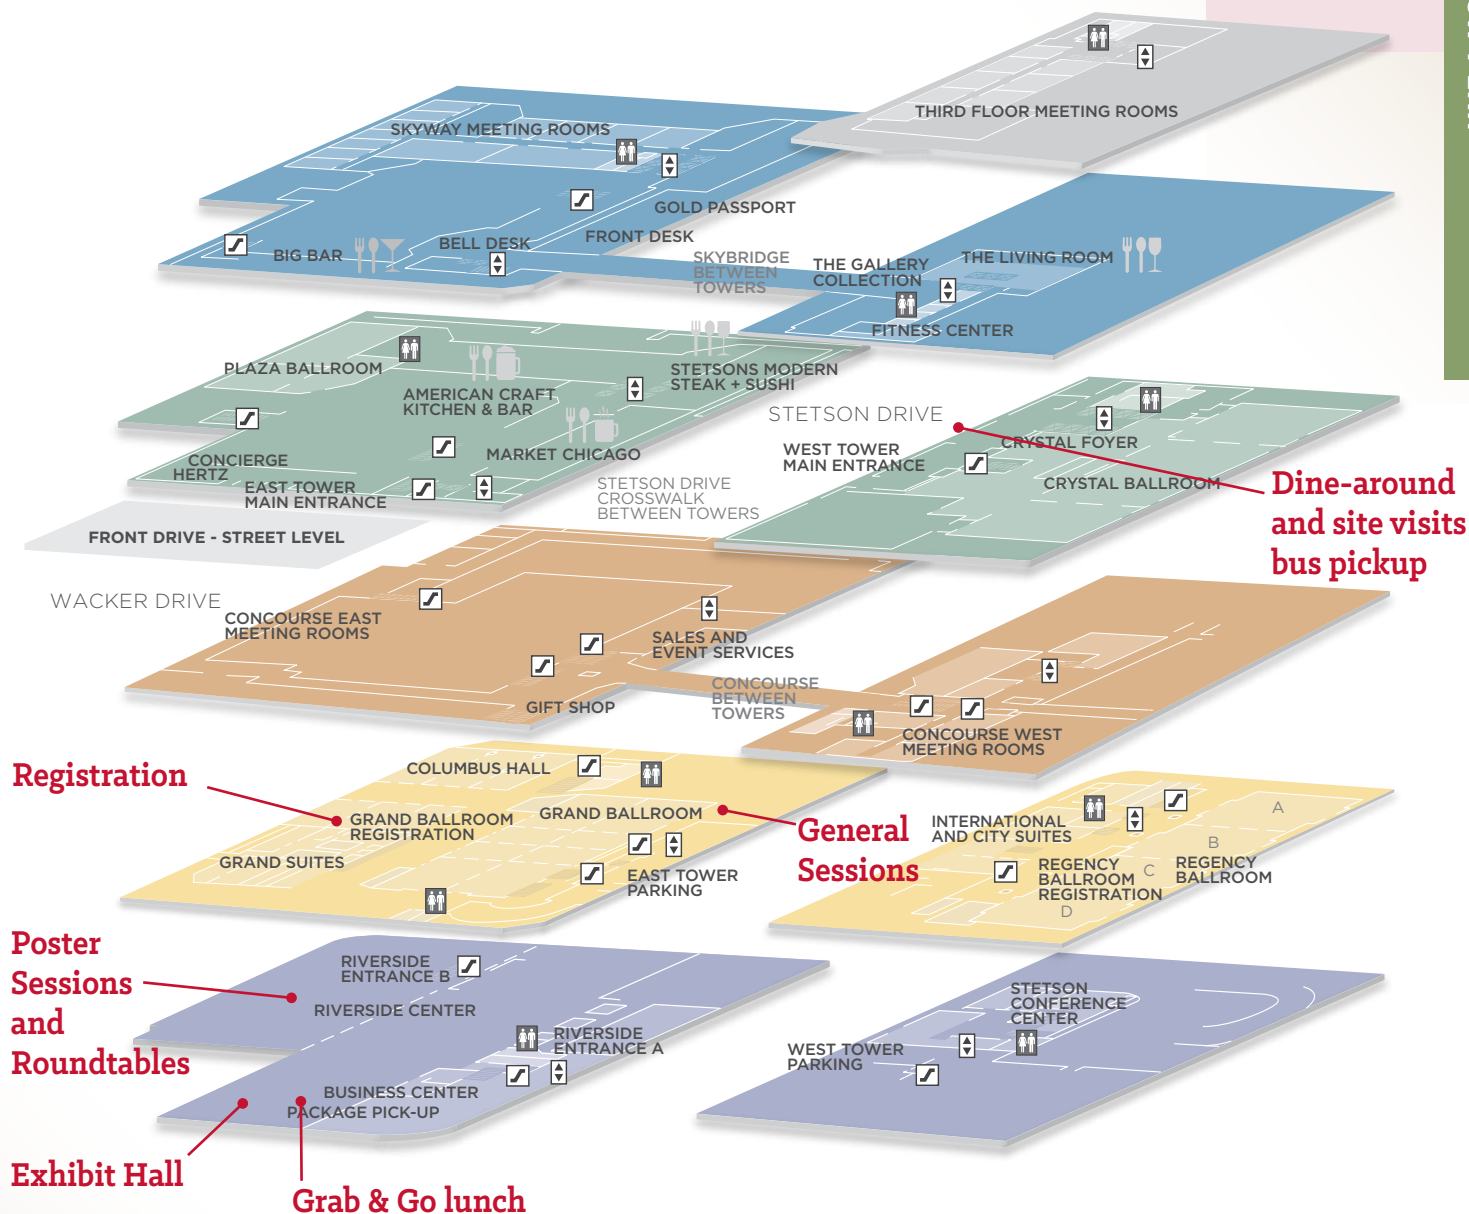 THIRD FLOOR MEETING ROOMS
SKYWAY MEETING ROOMS
GOLD PASSPORT
FRONT DESK
BELL DESK
BIG BAR
SKYBRIDGE
BETWEEN
TOWERS
THE GALLERY
COLLECTION
THE LIVING ROOM
FITNESS CENTER
PLAZA BALLROOM
AMERICAN CRAFT
KITCHEN & BAR
STETSONS MODERN
STEAK + SUSHI
MARKET CHICAGO
CONCIERGE
HERTZ
EAST TOWER
MAIN ENTRANCE
STETSON DRIVE
CROSSWALK
BETWEEN TOWERS
STETSON DRIVE
WEST TOWER
MAIN ENTRANCE
CRYSTAL FOYER
CRYSTAL BALLROOM
Dine-around
and site visits
bus pickup
FRONT DRIVE - STREET LEVEL
WACKER DRIVE
CONCOURSE EAST
MEETING ROOMS
SALES AND
EVENT SERVICES
GIFT SHOP
CONCOURSE
BETWEEN
TOWERS
CONCOURSE WEST
MEETING ROOMS
Registration
COLUMBUS HALL
GRAND BALLROOM
REGISTRATION
GRAND BALLROOM
GRAND SUITES
EAST TOWER
PARKING
General
Sessions
INTERNATIONAL
AND CITY SUITES
A
B
C
D
REGENCY
BALLROOM
REGISTRATION
REGENCY
BALLROOM
Poster
Sessions
and
Roundtables
RIVERSIDE
ENTRANCE B
RIVERSIDE CENTER
RIVERSIDE
ENTRANCE A
BUSINESS CENTER
PACKAGE PICK-UP
STETSON
CONFERENCE
CENTER
WEST TOWER
PARKING
Exhibit Hall
Grab & Go lunch